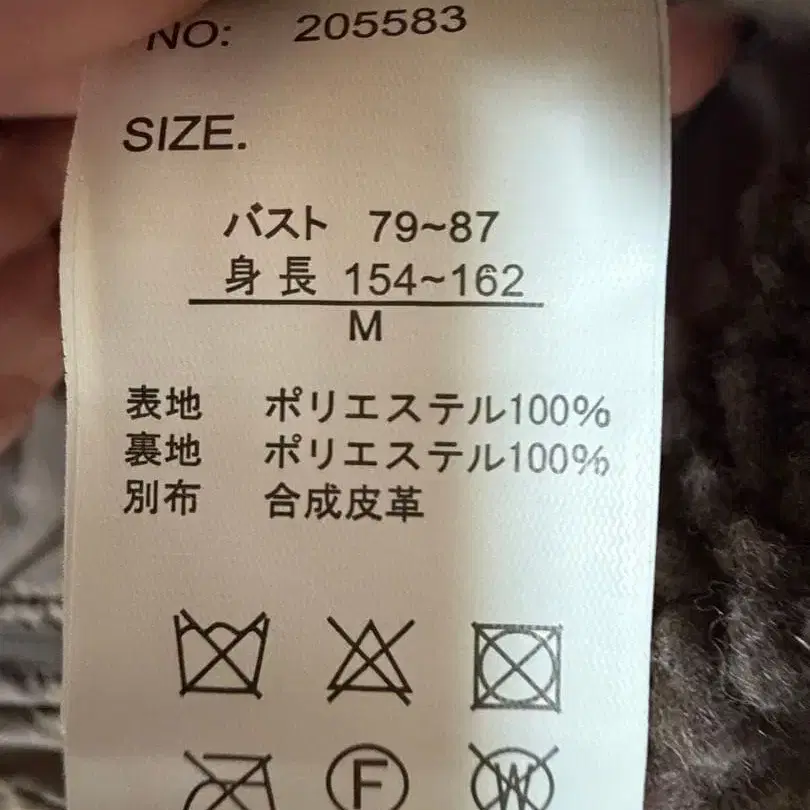 NO: 205583
SIZE.
バスト 79~87
身長 154~162
M
表地 ポリエステル100%
裏地 ポリエステル100%
別布 合成皮革
F W